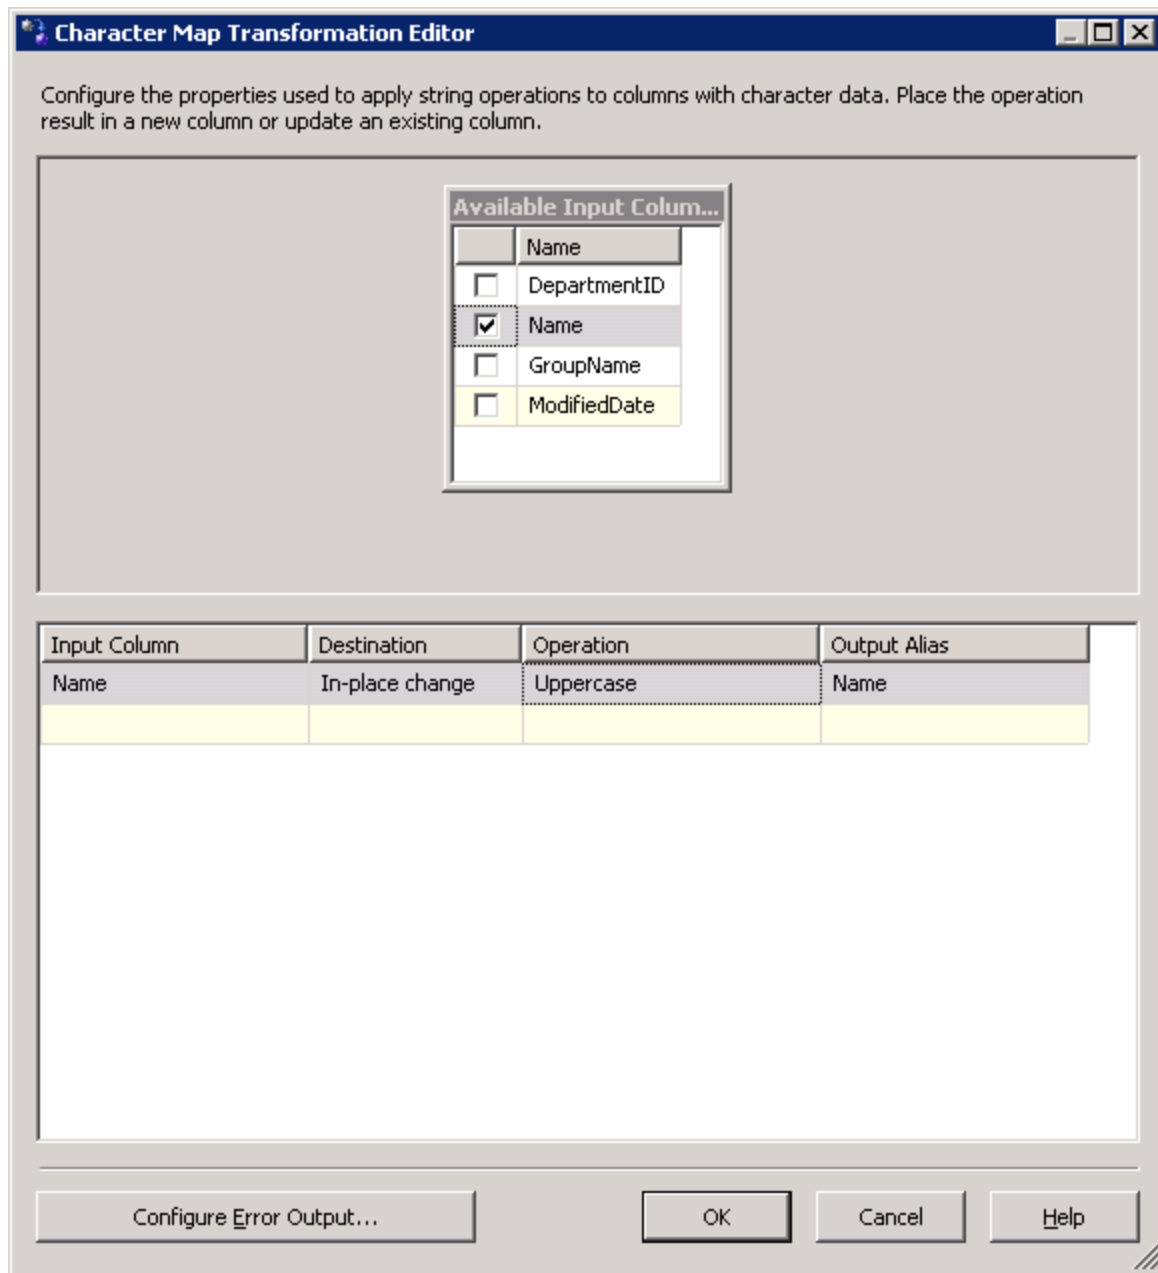 Character Map Transformation Editor
Configure the properties used to apply string operations to columns with character data. Place the operation
result in a new column or update an existing column.
Available Input Colum...
Name
DepartmentID
Name
GroupName
ModifiedDate
Input Column Destination Operation Output Alias
Name In-place change Uppercase Name
Configure Error Output... OK Cancel Help